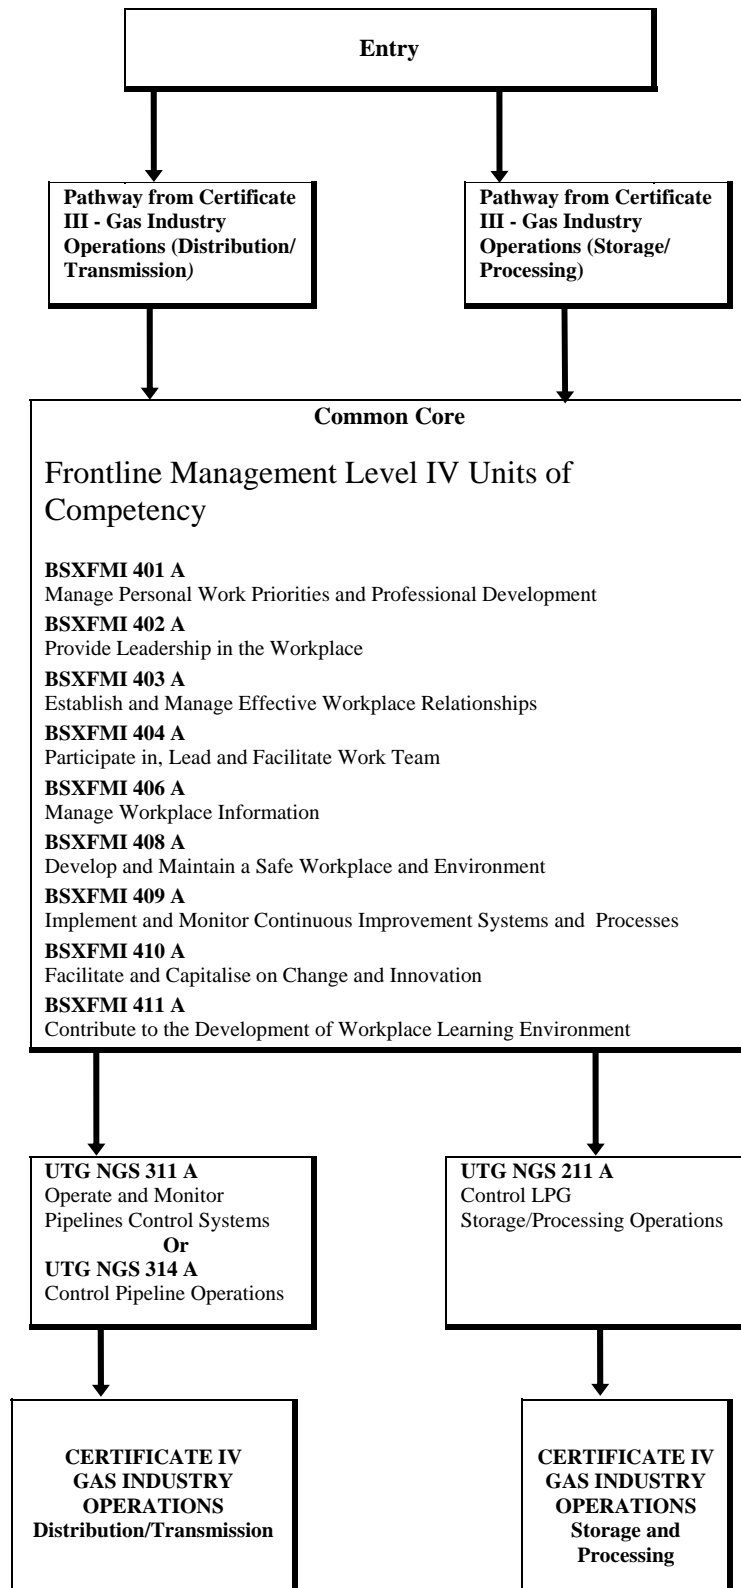 Entry
Pathway from Certificate
III - Gas Industry
Operations (Distribution/
Transmission)
Pathway from Certificate
III - Gas Industry
Operations (Storage/
Processing)
Common Core
Frontline Management Level IV Units of
Competency
BSXFMI 401 A
Manage Personal Work Priorities and Professional Development
BSXFMI 402 A
Provide Leadership in the Workplace
BSXFMI 403 A
Establish and Manage Effective Workplace Relationships
BSXFMI 404 A
Participate in, Lead and Facilitate Work Team
BSXFMI 406 A
Manage Workplace Information
BSXFMI 408 A
Develop and Maintain a Safe Workplace and Environment
BSXFMI 409 A
Implement and Monitor Continuous Improvement Systems and Processes
BSXFMI 410 A
Facilitate and Capitalise on Change and Innovation
BSXFMI 411 A
Contribute to the Development of Workplace Learning Environment
UTG NGS 311 A
Operate and Monitor
Pipelines Control Systems
Or
UTG NGS 314 A
Control Pipeline Operations
UTG NGS 211 A
Control LPG
Storage/Processing Operations
CERTIFICATE IV
GAS INDUSTRY
OPERATIONS
Distribution/Transmission
CERTIFICATE IV
GAS INDUSTRY
OPERATIONS
Storage and
Processing